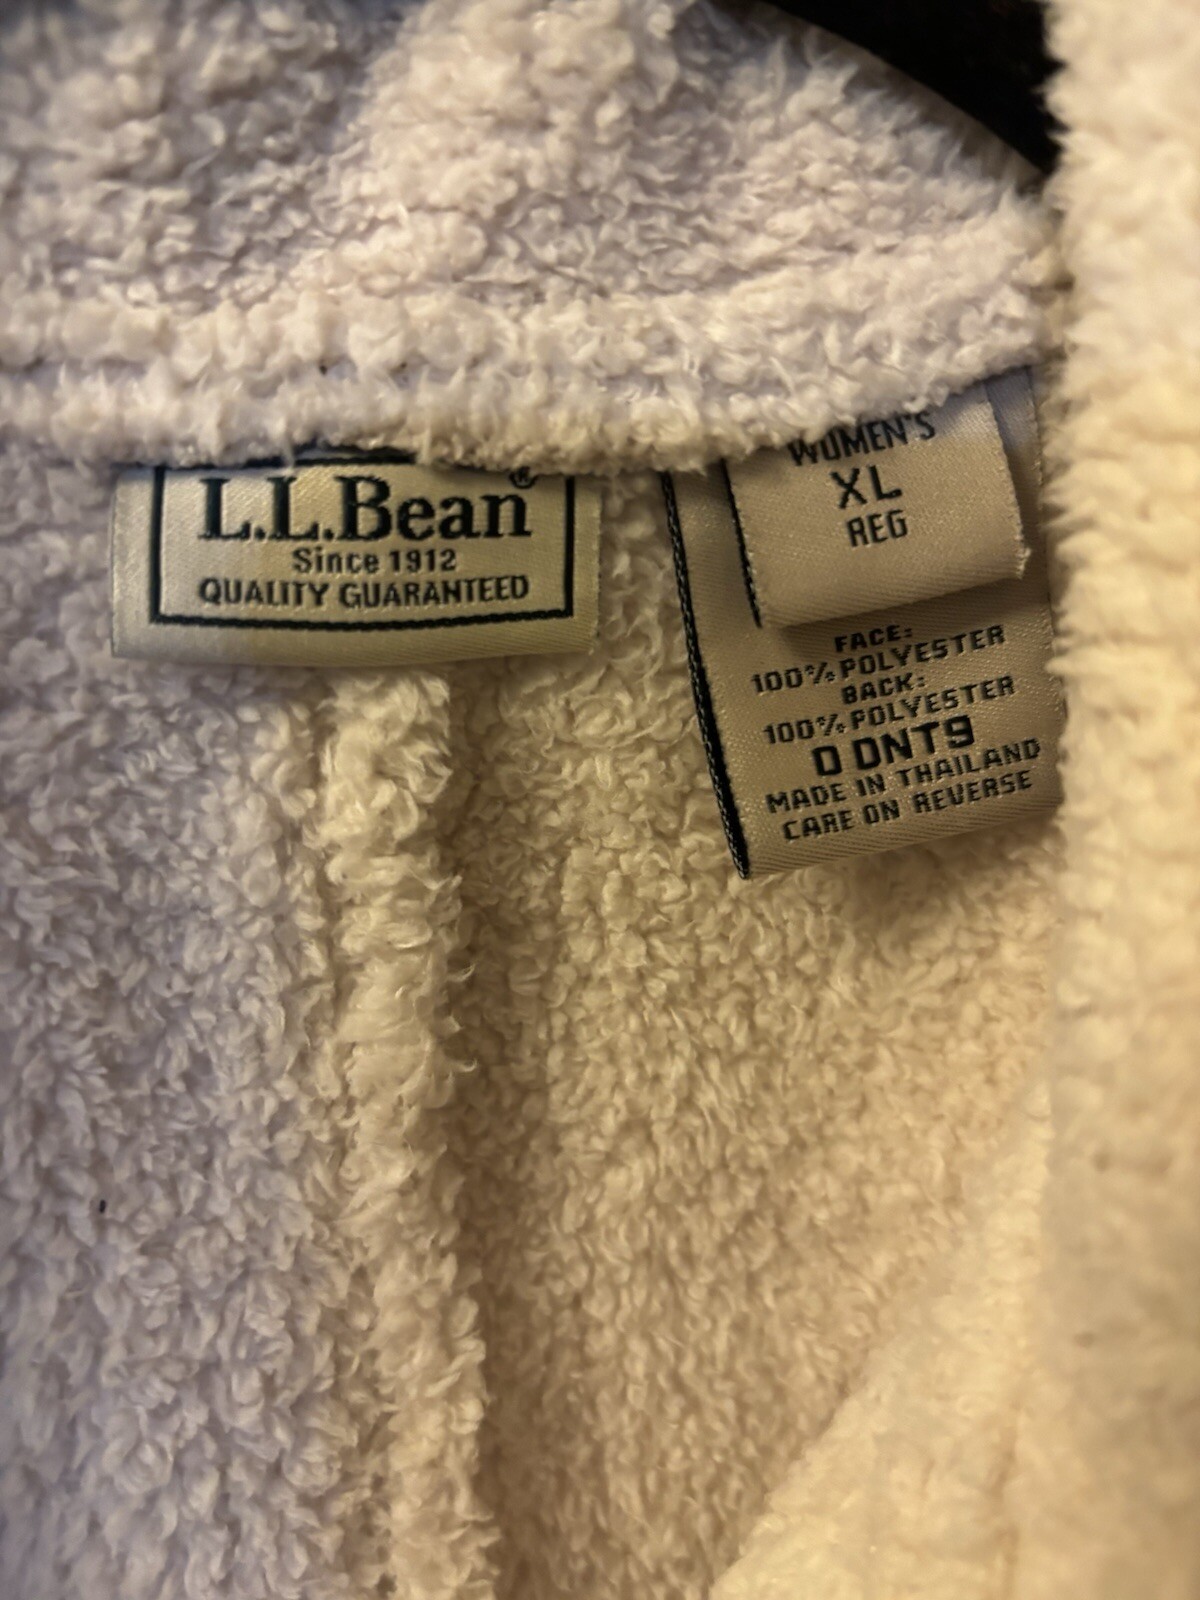 L.L.Bean®
Since 1912
QUALITY GUARANTEED
WOMEN'S
XL
REG
FACE:
100% POLYESTER
BACK:
100% POLYESTER
0 DNT9
MADE IN THAILAND
CARE ON REVERSE